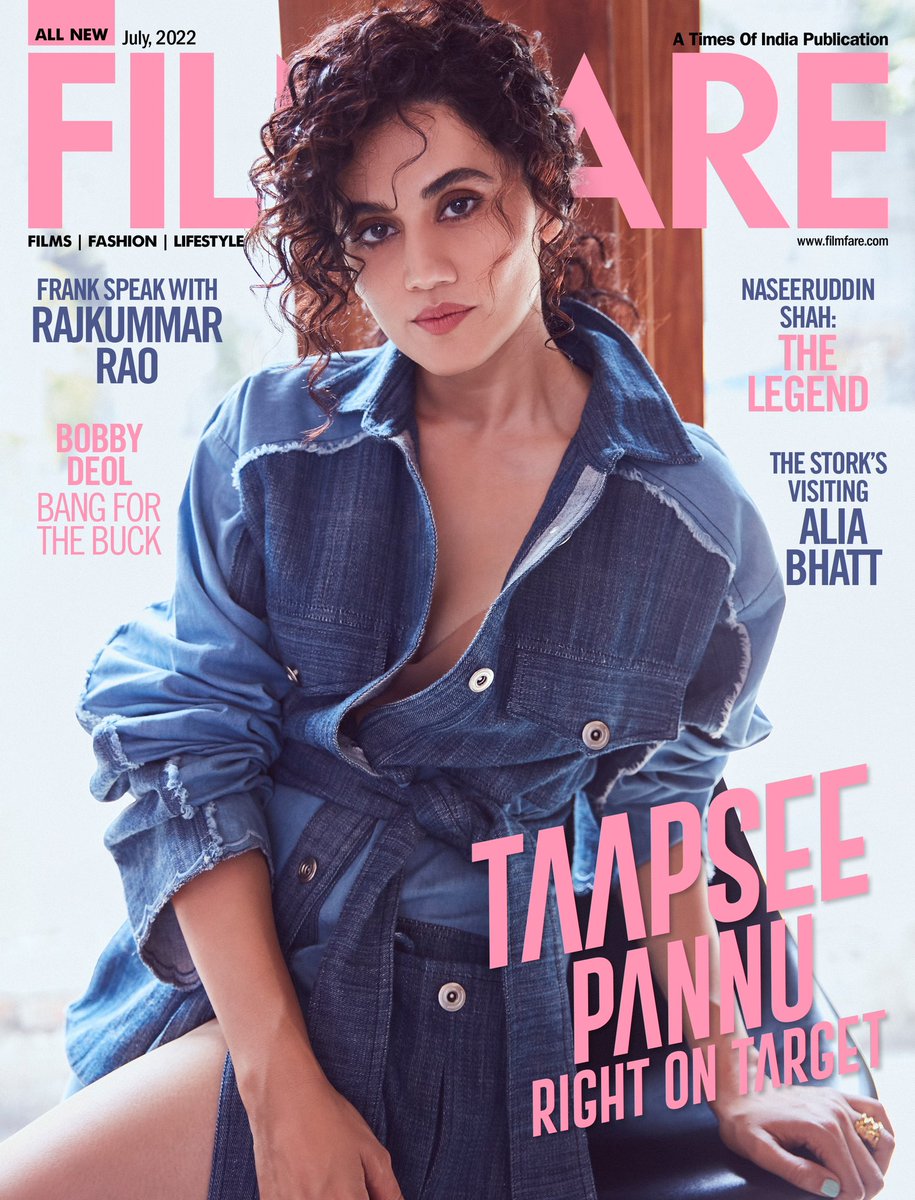 ALL NEW July, 2022
A Times Of India Publication
FILMFARE
FILMS | FASHION | LIFESTYLE
www.filmfare.com
FRANK SPEAK WITH
RAJKUMMAR
RAO
BOBBY
DEOL
BANG FOR
THE BUCK
NASEERUDDIN
SHAH:
THE
LEGEND
THE STORK'S
VISITING
ALIA
BHATT
TAAPSEE
PANNU
RIGHT ON TARGET